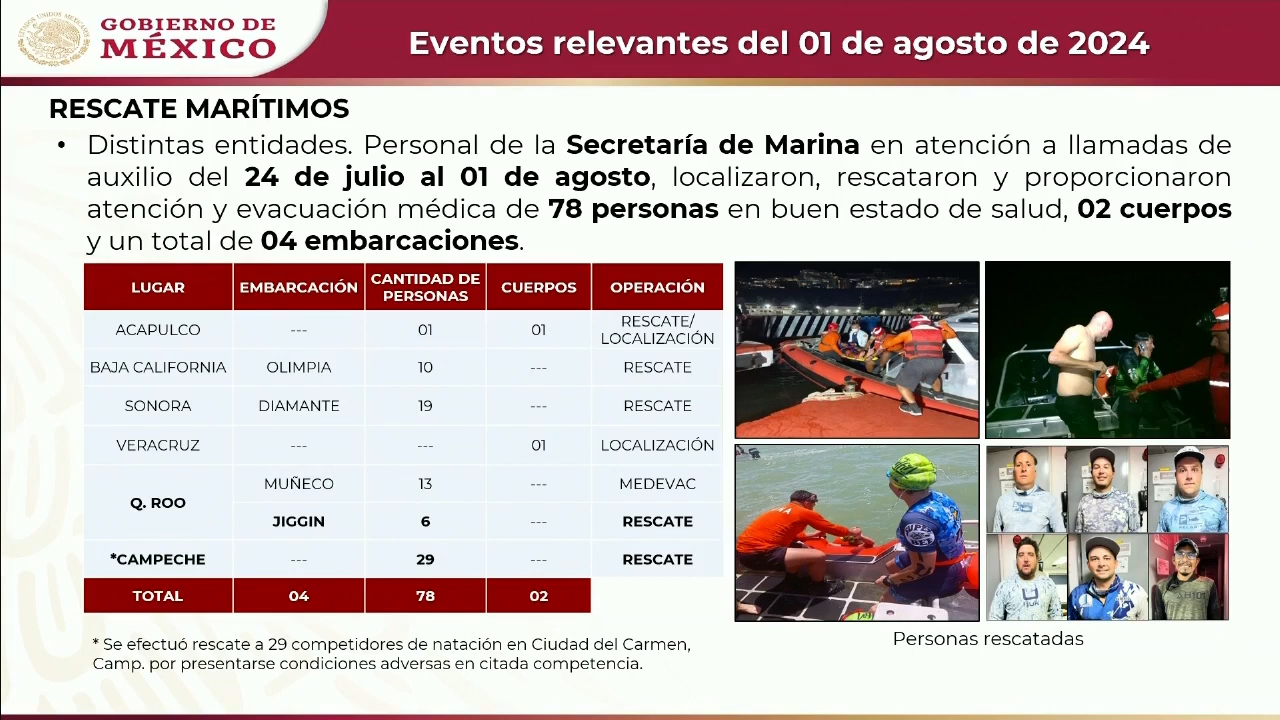 GOBIERNO DE
MÉXICO
Eventos relevantes del 01 de agosto de 2024
RESCATE MARÍTIMOS
• Distintas entidades. Personal de la Secretaría de Marina en atención a llamadas de
auxilio del 24 de julio al 01 de agosto, localizaron, rescataron y proporcionaron
atención y evacuación médica de 78 personas en buen estado de salud, 02 cuerpos
y un total de 04 embarcaciones.
LUGAR EMBARCACIÓN CANTIDAD DE PERSONAS CUERPOS OPERACIÓN
ACAPULCO --- 01 01 RESCATE/ LOCALIZACIÓN
BAJA CALIFORNIA OLIMPIA 10 --- RESCATE
SONORA DIAMANTE 19 --- RESCATE
VERACRUZ --- --- 01 LOCALIZACIÓN
Q. ROO MUÑECO 13 --- MEDEVAC
JIGGIN 6 --- RESCATE
*CAMPECHE --- 29 --- RESCATE
TOTAL 04 78 02
* Se efectuó rescate a 29 competidores de natación en Ciudad del Carmen,
Camp. por presentarse condiciones adversas en citada competencia.
Personas rescatadas